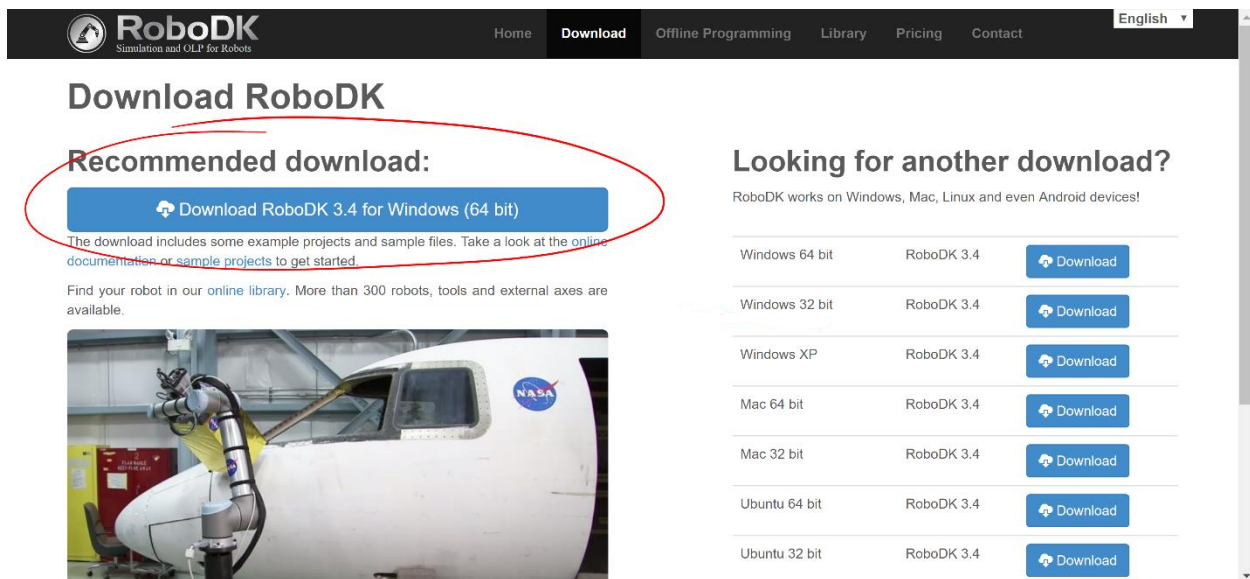 RoboDK
Simulation and OLP for Robots
Home Download Offline Programming Library Pricing Contact
English
Download RoboDK
Recommended download:
Download RoboDK 3.4 for Windows (64 bit)
The download includes some example projects and sample files. Take a look at the online
documentation or sample projects to get started.
Find your robot in our online library. More than 300 robots, tools and external axes are
available.
NASA
Looking for another download?
RoboDK works on Windows, Mac, Linux and even Android devices!
Windows 64 bit RoboDK 3.4 Download
Windows 32 bit RoboDK 3.4 Download
Windows XP RoboDK 3.4 Download
Mac 64 bit RoboDK 3.4 Download
Mac 32 bit RoboDK 3.4 Download
Ubuntu 64 bit RoboDK 3.4 Download
Ubuntu 32 bit RoboDK 3.4 Download